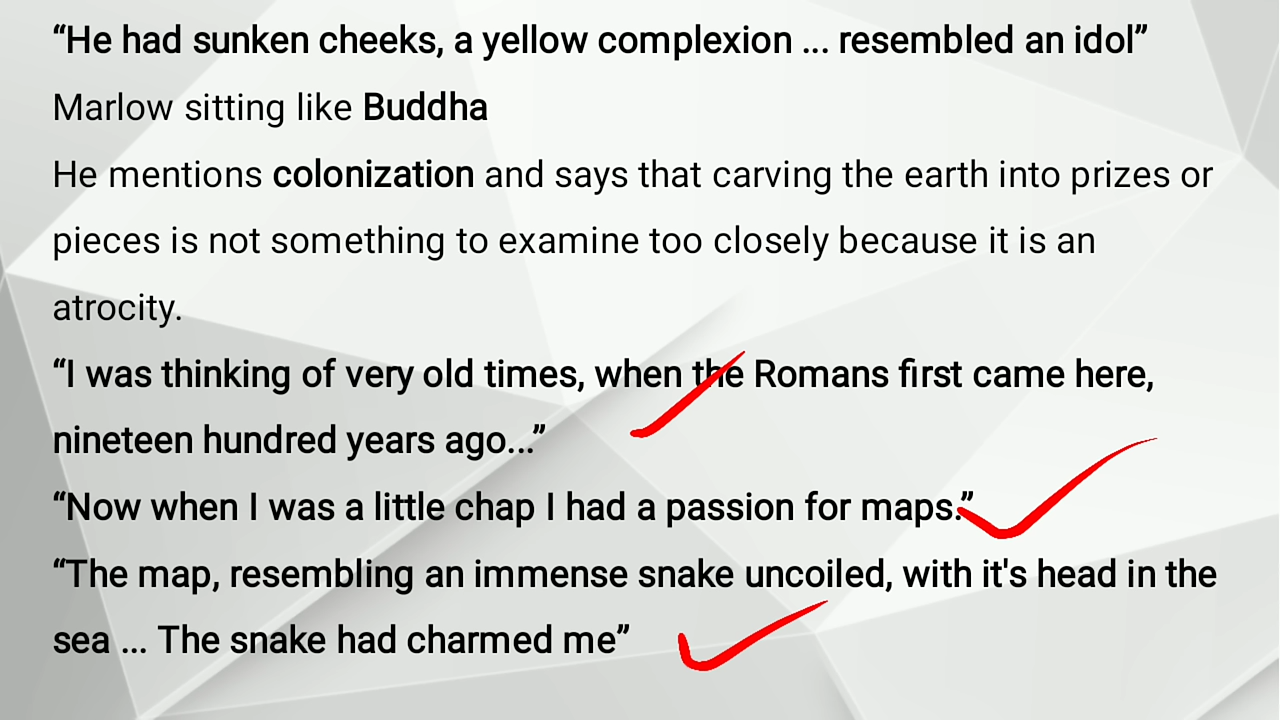 “He had sunken cheeks, a yellow complexion ... resembled an idol”
Marlow sitting like Buddha
He mentions colonization and says that carving the earth into prizes or
pieces is not something to examine too closely because it is an
atrocity.
“I was thinking of very old times, when the Romans first came here,
nineteen hundred years ago...”
“Now when I was a little chap I had a passion for maps.”
“The map, resembling an immense snake uncoiled, with it's head in the
sea ... The snake had charmed me”